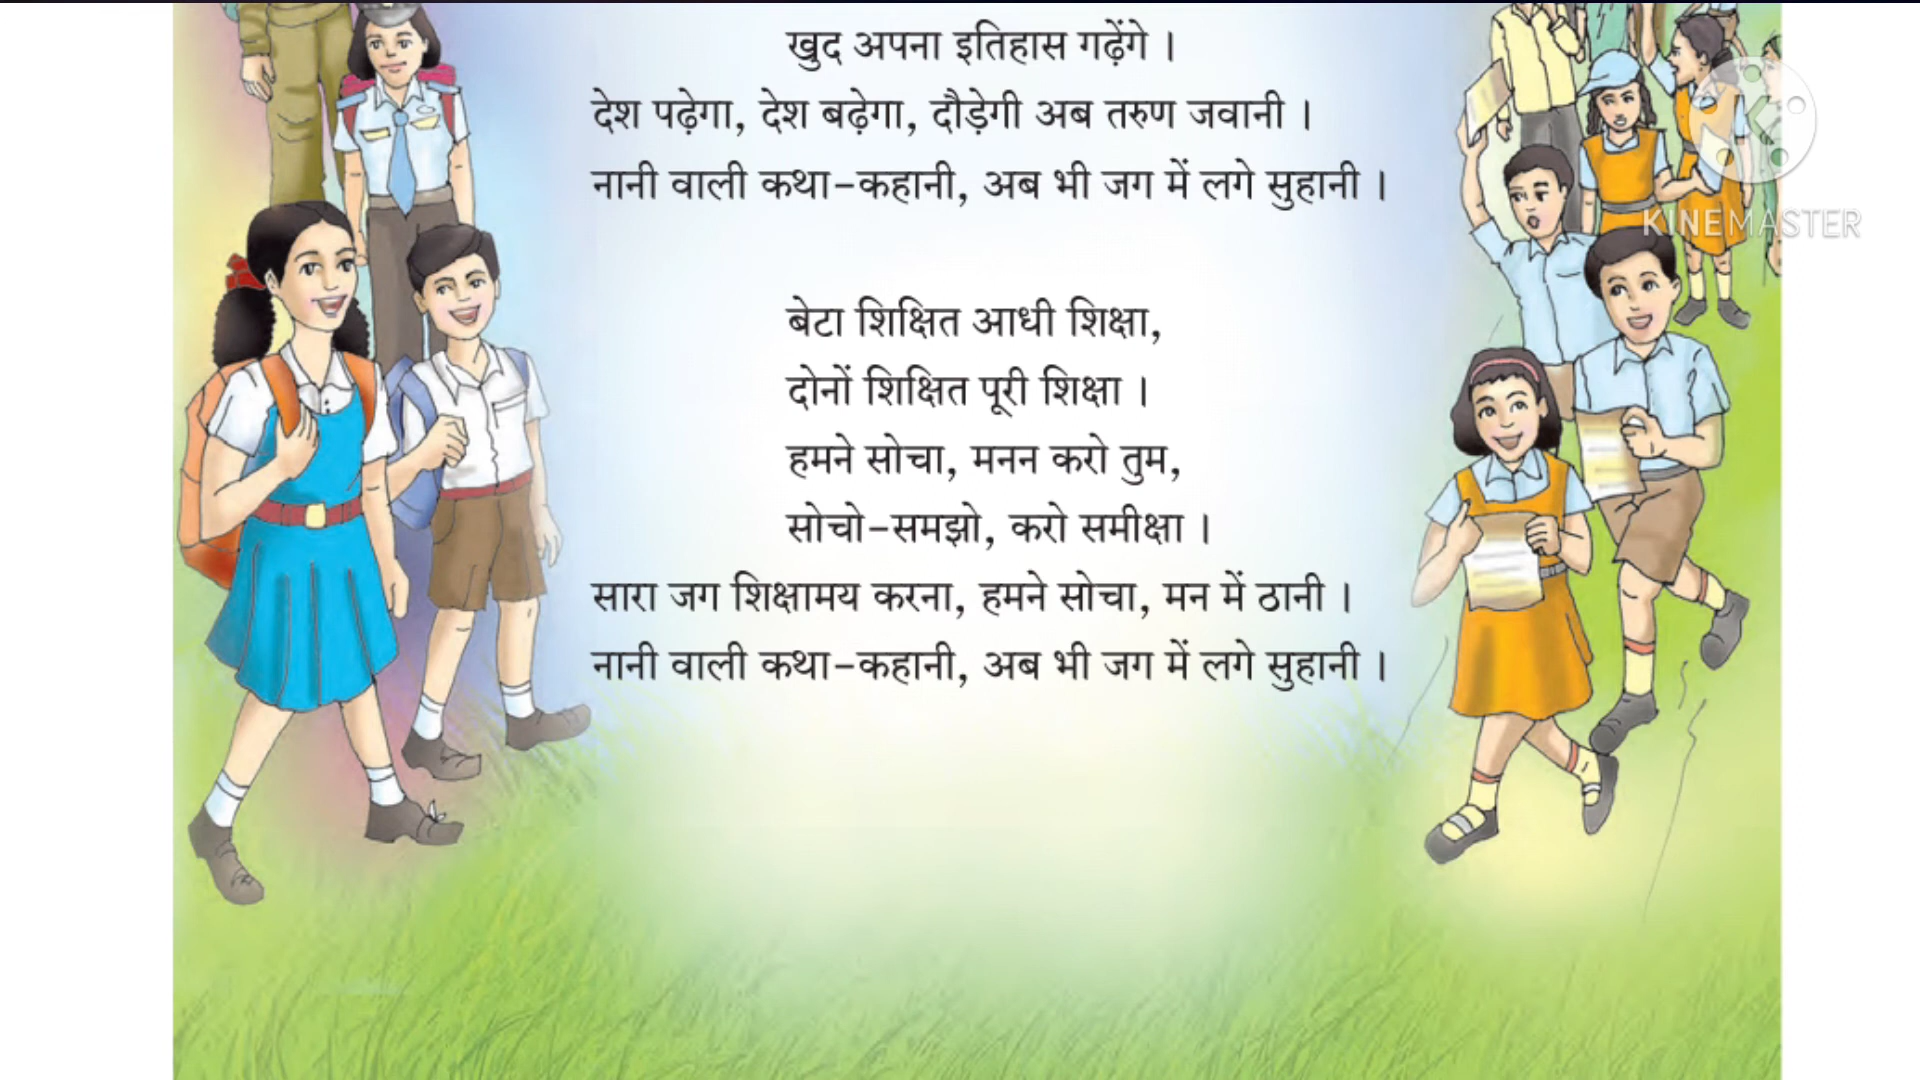 खुद अपना इतिहास गढ़ेंगे ।
देश पढ़ेगा, देश बढ़ेगा, दौड़ेगी अब तरुण जवानी ।
नानी वाली कथा-कहानी, अब भी जग में लगे सुहानी ।
बेटा शिक्षित आधी शिक्षा,
दोनों शिक्षित पूरी शिक्षा ।
हमने सोचा, मनन करो तुम,
सोचो-समझो, करो समीक्षा ।
सारा जग शिक्षामय करना, हमने सोचा, मन में ठानी ।
नानी वाली कथा-कहानी, अब भी जग में लगे सुहानी ।
KINEMASTER